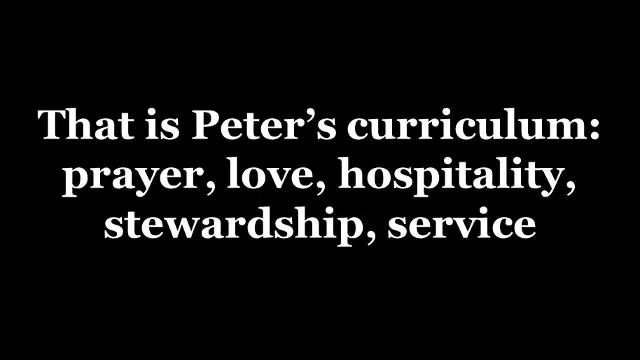 That is Peter’s curriculum:
prayer, love, hospitality,
stewardship, service